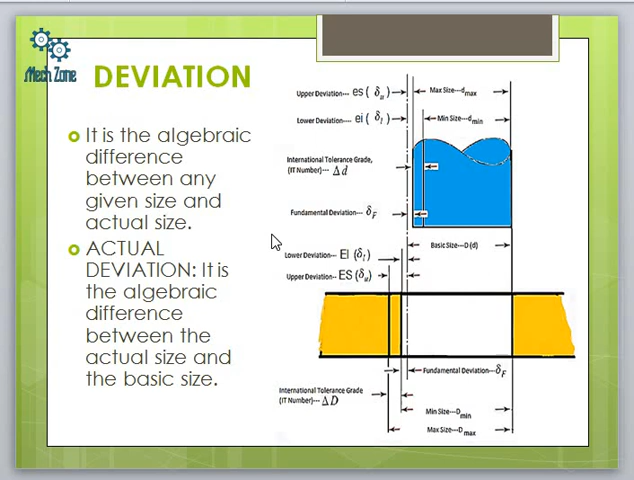 Mech Zone
DEVIATION
It is the algebraic
difference
between any
given size and
actual size.
ACTUAL
DEVIATION: It is
the algebraic
difference
between the
actual size and
the basic size.
Upper Deviation--- es ( δu )
Max Size---dmax
Lower Deviation--- ei ( δl )
Min Size---dmin
International Tolerance Grade,
(IT Number)--- Δd
Fundamental Deviation--- δF
Basic Size---D (d)
Lower Deviation-- EI (δl)
Upper Deviation--- ES (δu)
Fundamental Deviation---δF
International Tolerance Grade
(IT Number)--- ΔD
Min Size---Dmin
Max Size---Dmax